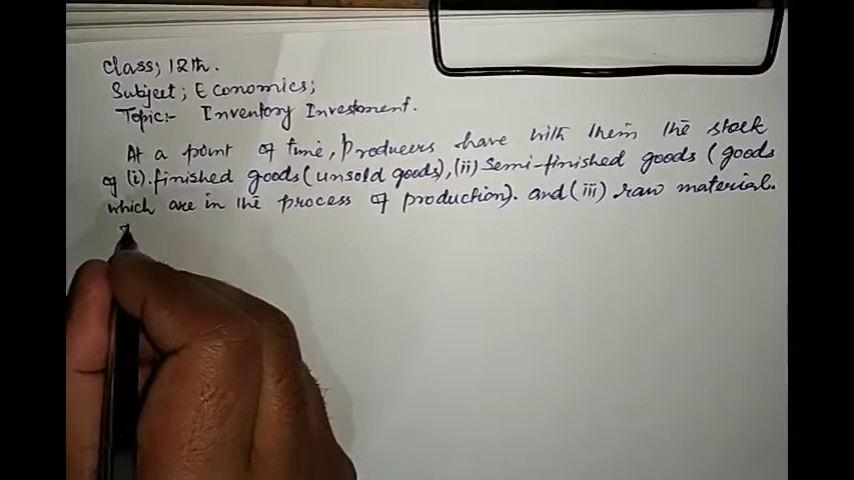 Class; 12th.
Subject; Economics;
Topic:- Inventory Investment.
At a point of time, producers have with them the stock
of (i). finished goods (unsold goods), (ii) Semi-finished goods (goods
which are in the process of production). and (iii) raw material.